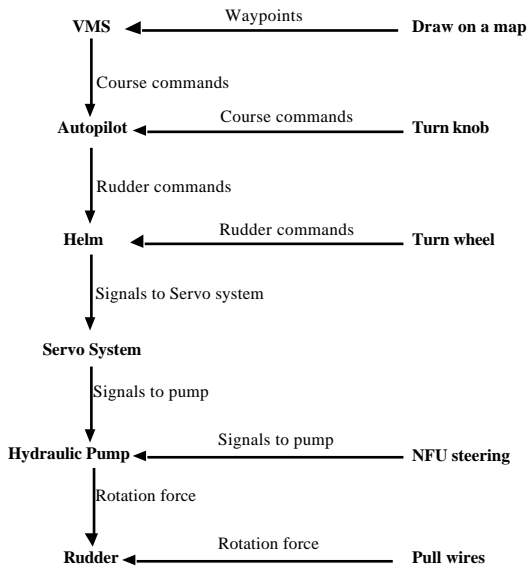 Waypoints
VMS
Draw on a map
Course commands
Course commands
Autopilot
Turn knob
Rudder commands
Rudder commands
Helm
Turn wheel
Signals to Servo system
Servo System
Signals to pump
Signals to pump
Hydraulic Pump
NFU steering
Rotation force
Rotation force
Rudder
Pull wires